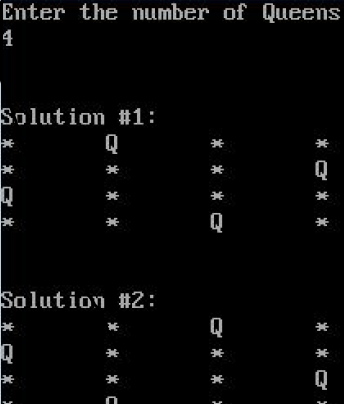 Enter the number of Queens
4
Solution #1:
* Q * *
* * * Q
Q * * *
* * Q *
Solution #2:
* * Q *
Q * * *
* * * Q
* Q * *